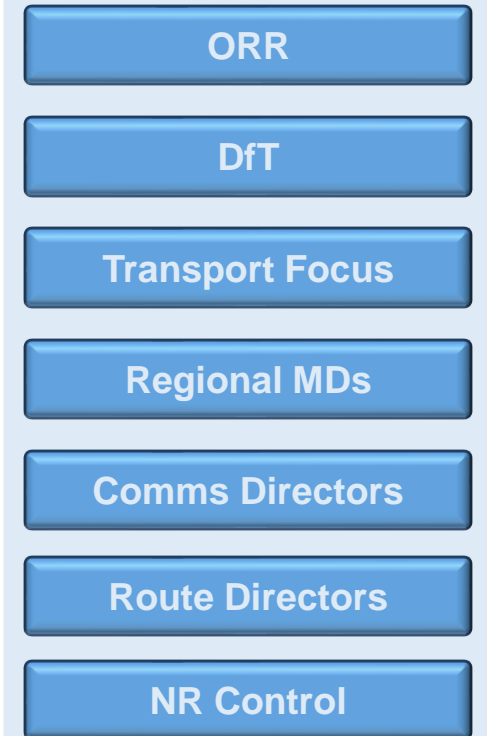 ORR
DfT
Transport Focus
Regional MDs
Comms Directors
Route Directors
NR Control